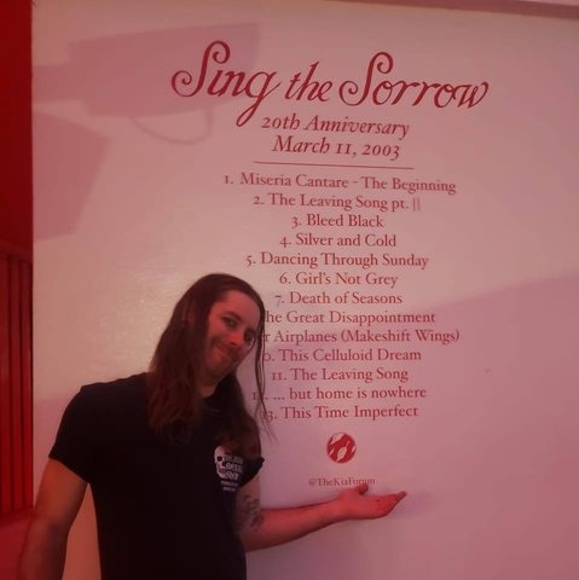 Sing the Sorrow
20th Anniversary
March 11, 2003
1. Miseria Cantare - The Beginning
2. The Leaving Song pt. ||
3. Bleed Black
4. Silver and Cold
5. Dancing Through Sunday
6. Girl's Not Grey
7. Death of Seasons
he Great Disappointment
er Airplanes (Makeshift Wings)
0. This Celluloid Dream
11. The Leaving Song
1 . ... but home is nowhere
3. This Time Imperfect
@TheKiaForum